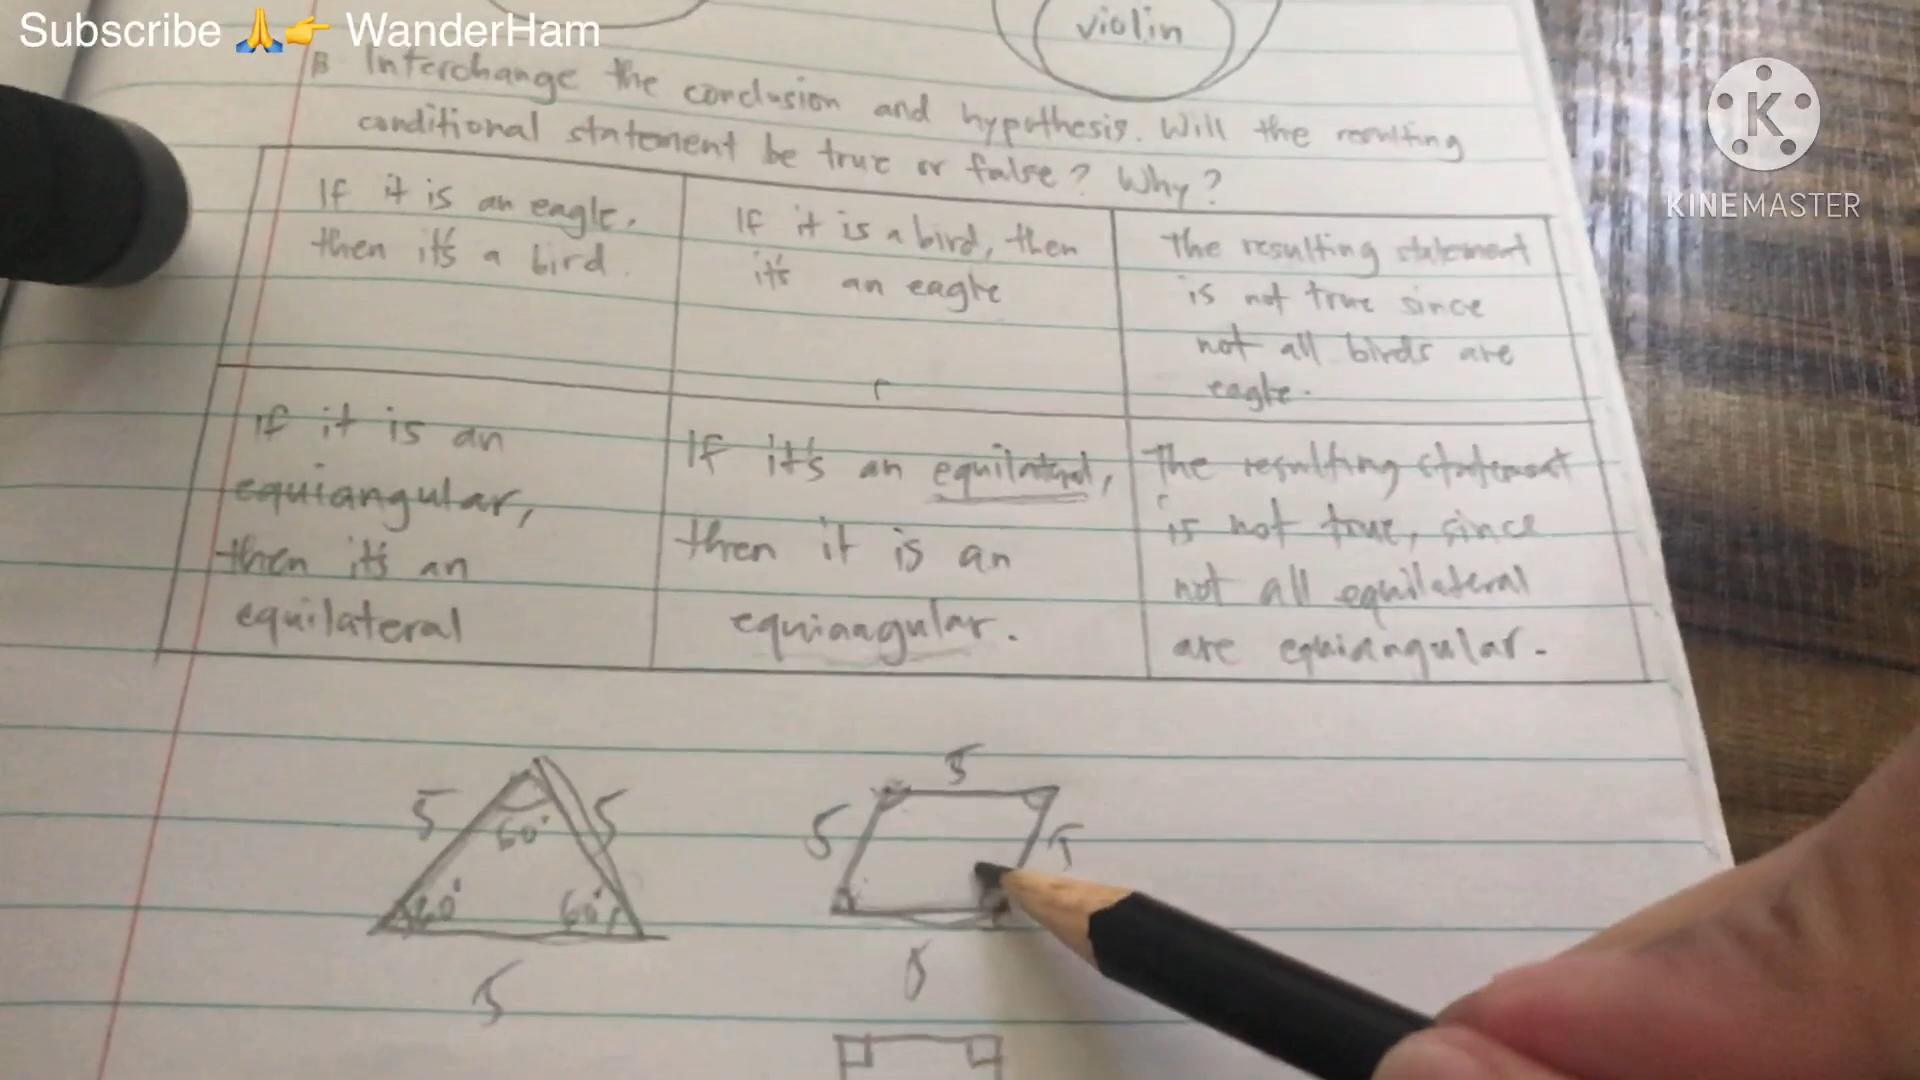 Subscribe 🙏👉 WanderHam
violin
K
KINEMASTER
B Interchange the conclusion and hypothesis. Will the resulting
conditional statement be true or false? Why?
If it is an eagle,
then it's a bird.
If it is a bird, then
it's an eagle
The resulting statement
is not true since
not all birds are
eagle.
If it is an
equiangular,
then it's an
equilateral
If it's an equilateral,
then it is an
equiangular.
The resulting statement
is not true, since
not all equilateral
are equiangular.
5
5
60°
60°
60°
5
5
5
5